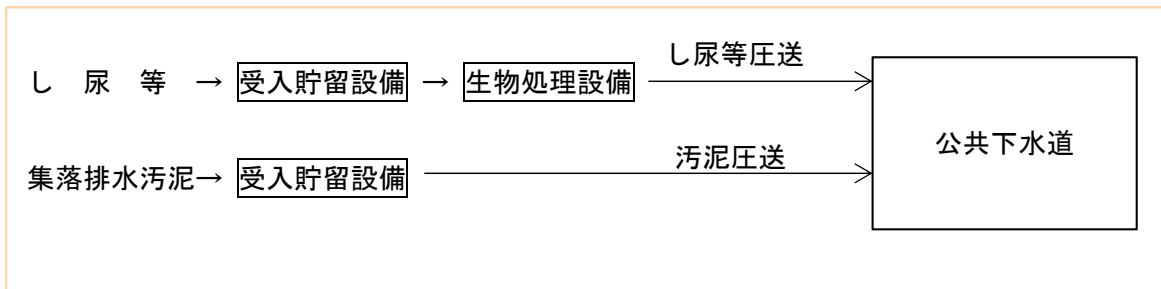 し尿等圧送
し　尿　等　→ 受入貯留設備 → 生物処理設備
公共下水道
汚泥圧送
集落排水汚泥→ 受入貯留設備